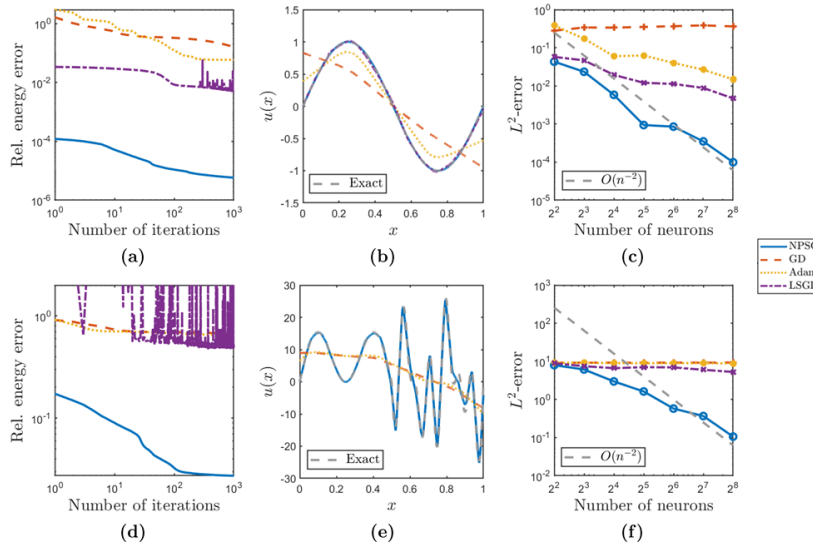 10^0
10^-2
10^-4
10^-6
Rel. energy error
10^0 10^1 10^2 10^3
Number of iterations
(a)
1.5
1
0.5
0
-0.5
-1
-1.5
u(x)
Exact
0 0.2 0.4 0.6 0.8 1
x
(b)
10^0
10^-1
10^-2
10^-3
10^-4
10^-5
L^2-error
O(n^-2)
2^2 2^3 2^4 2^5 2^6 2^7 2^8
Number of neurons
(c)
NPSC
GD
Adam
LSGD
10^0
10^-1
Rel. energy error
10^0 10^1 10^2 10^3
Number of iterations
(d)
30
20
10
0
-10
-20
-30
u(x)
Exact
0 0.2 0.4 0.6 0.8 1
x
(e)
10^3
10^2
10^1
10^0
10^-1
10^-2
L^2-error
O(n^-2)
2^2 2^3 2^4 2^5 2^6 2^7 2^8
Number of neurons
(f)